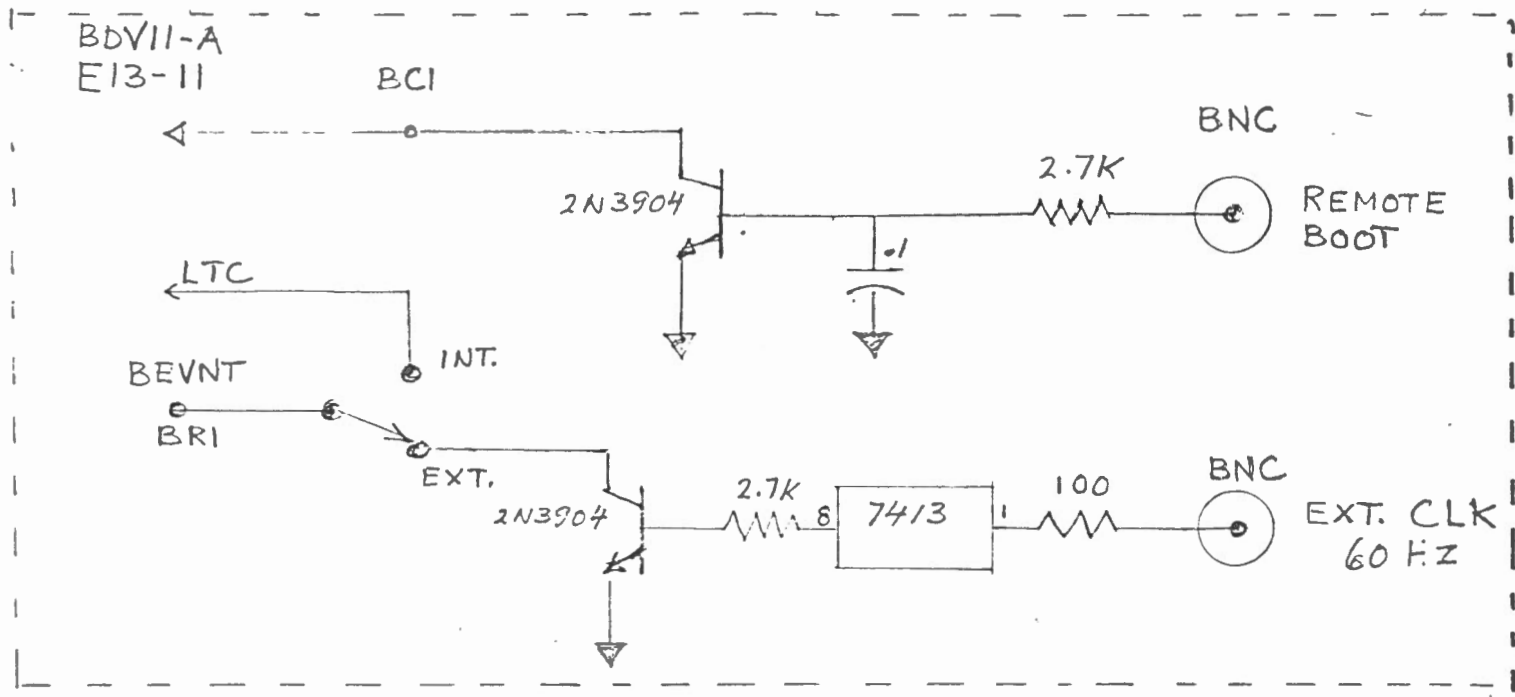 BDV11-A
E13-11
BC1
BNC
2.7K
2N3904
REMOTE
BOOT
.1
LTC
INT.
BEVNT
BR1
EXT.
2N3904
2.7K
8
7413
1
100
BNC
EXT. CLK
60 HZ